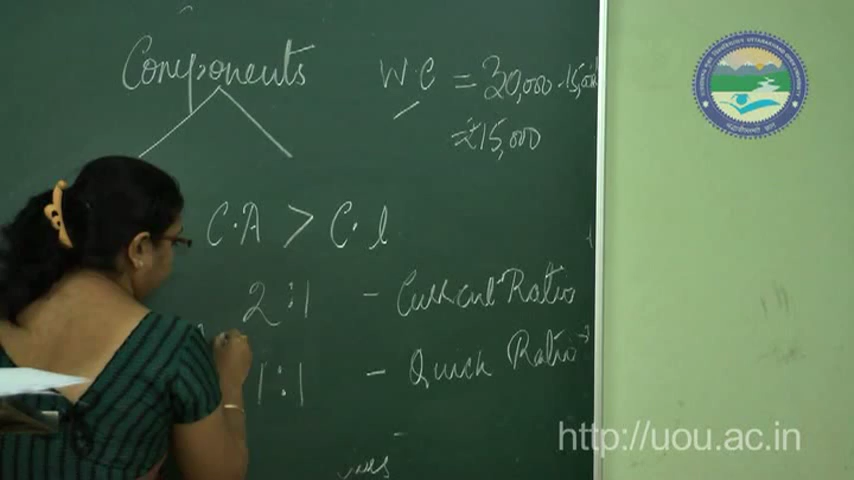 Components
W.C = 30,000 - 15,000
= ₹15,000
C.A > C.l
2:1 - Current Ratio
1:1 - Quick Ratio
http://uou.ac.in